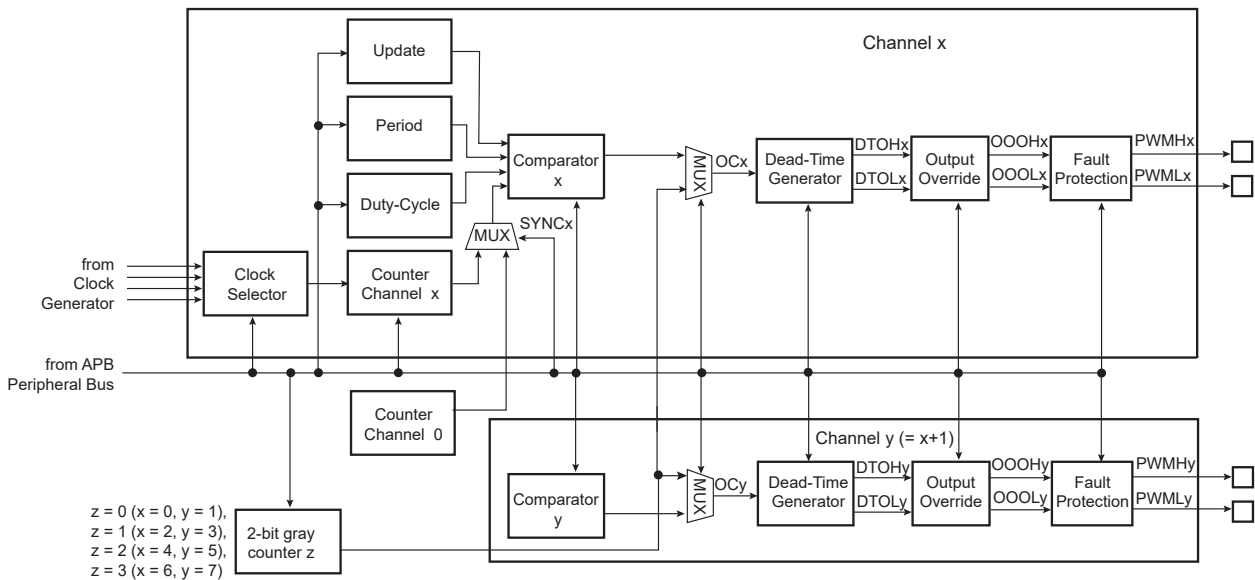 Channel x
Update
Period
Duty-Cycle
Comparator
x
MUX
SYNCx
MUX
OCx
Dead-Time
Generator
DTOHx
DTOLx
Output
Override
OOOHx
OOOLx
Fault
Protection
PWMHx
PWMLx
from
Clock
Generator
Clock
Selector
Counter
Channel x
from APB
Peripheral Bus
Counter
Channel 0
Channel y (= x+1)
Comparator
y
MUX
OCy
Dead-Time
Generator
DTOHy
DTOLy
Output
Override
OOOHy
OOOLy
Fault
Protection
PWMHy
PWMLy
z = 0 (x = 0, y = 1),
z = 1 (x = 2, y = 3),
z = 2 (x = 4, y = 5),
z = 3 (x = 6, y = 7)
2-bit gray
counter z